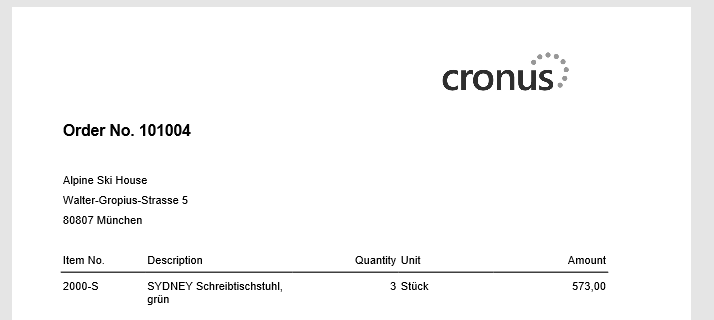 cronus
Order No. 101004
Alpine Ski House
Walter-Gropius-Strasse 5
80807 München
Item No. Description Quantity Unit Amount
2000-S SYDNEY Schreibtischstuhl, 3 Stück 573,00
grün